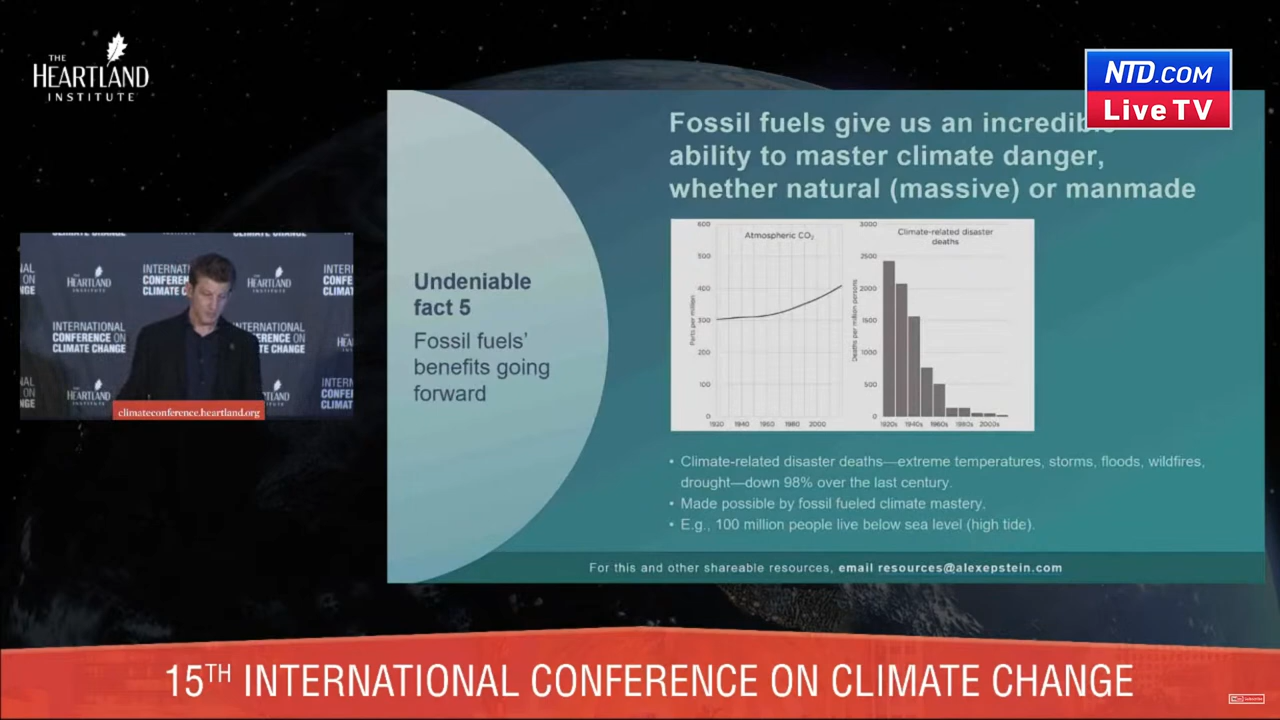 THE
HEARTLAND
INSTITUTE
NTD.COM
Live TV
Fossil fuels give us an
ability to master climate danger,
whether natural (massive) or manmade
Undeniable
fact 5
Fossil fuels'
benefits going
forward
Atmospheric CO₂
600
500
400
300
200
100
0
Parts per million
1920 1940 1960 1980 2000
Climate-related disaster
deaths
3000
2500
2000
1500
1000
500
0
Deaths per million persons
1920s 1940s 1960s 1980s 2000s
• Climate-related disaster deaths—extreme temperatures, storms, floods, wildfires,
drought—down 98% over the last century.
• Made possible by fossil fueled climate mastery.
• E.g., 100 million people live below sea level (high tide).
For this and other shareable resources, email resources@alexepstein.com
INTERNATIONAL
CONFERENCE ON
CLIMATE CHANGE
HEARTLAND
INSTITUTE
climateconference.heartland.org
15TH INTERNATIONAL CONFERENCE ON CLIMATE CHANGE